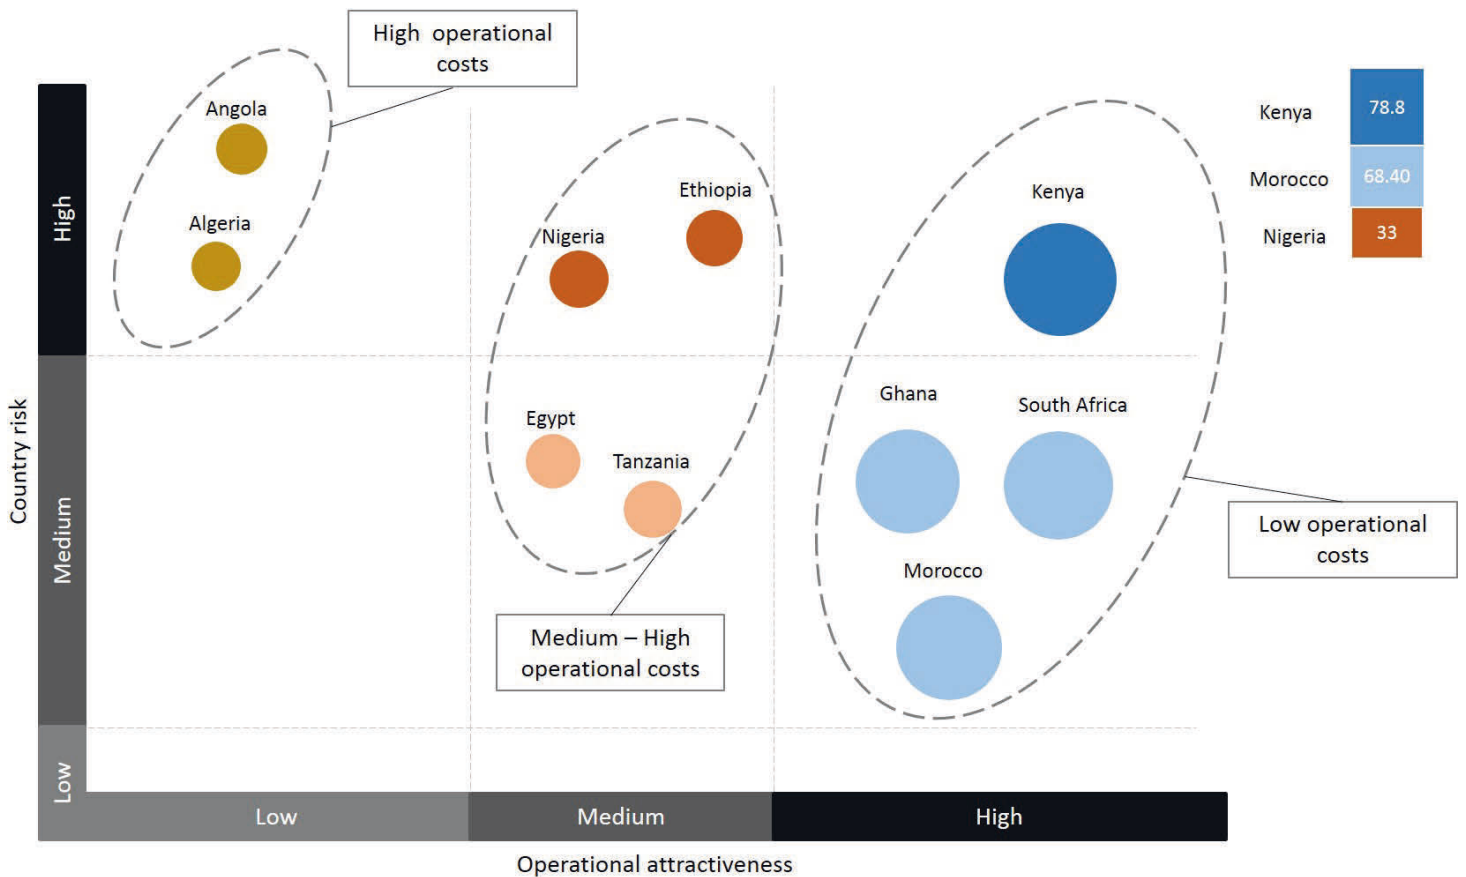 High operational
costs
Angola
Algeria
Ethiopia
Nigeria
Kenya
Kenya
78.8
Morocco
68.40
Nigeria
33
Egypt
Tanzania
Ghana
South Africa
Morocco
Low operational
costs
Medium – High
operational costs
Country risk
High
Medium
Low
Low
Medium
High
Operational attractiveness